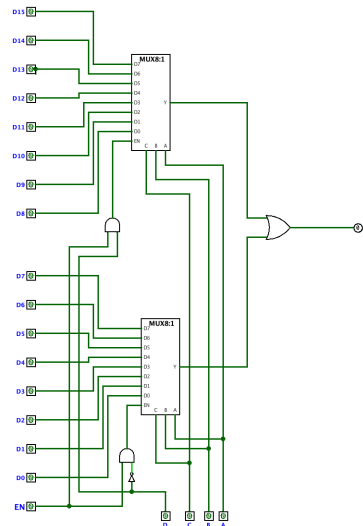 D15
D14
D13
D12
D11
D10
D9
D8
MUX8:1
D7
D6
D5
D4
D3
D2
D1
D0
EN
Y
C B A
D7
D6
D5
D4
D3
D2
D1
D0
EN
MUX8:1
D7
D6
D5
D4
D3
D2
D1
D0
EN
Y
C B A
D C B A
0